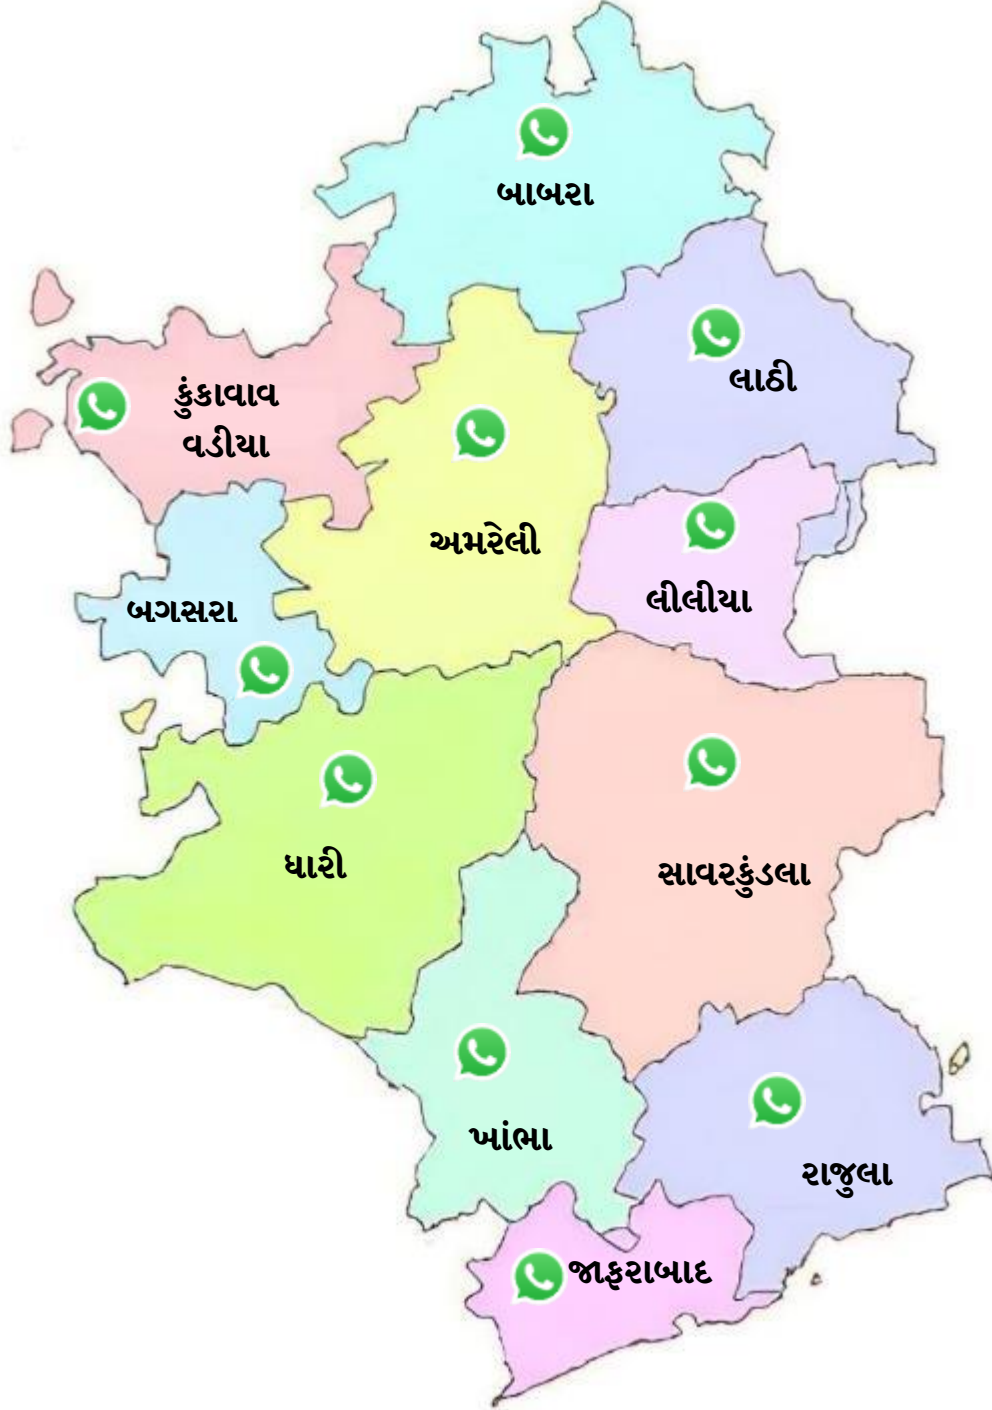 બાબરા
લાઠી
કુંકાવાવ
વડીયા
અમરેલી
લીલીયા
બગસરા
ધારી
સાવરકુંડલા
ખાંભા
રાજુલા
જાફરાબાદ